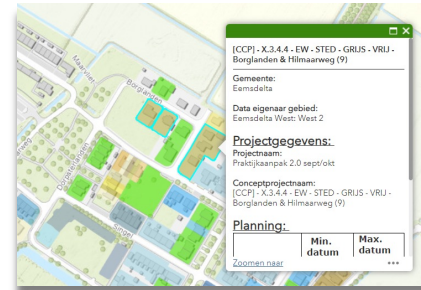 [CCP] - X.3.4.4 - EW - STED - GRIJS - VRIJ -
Borglanden & Hilmaarweg (9)
Gemeente:
Eemsdelta
Data eigenaar gebied:
Eemsdelta West: West 2
Projectgegevens:
Projectnaam:
Praktijkaanpak 2.0 sept/okt
Conceptprojectnaam:
[CCP] - X.3.4.4 - EW - STED - GRIJS - VRIJ -
Borglanden & Hilmaarweg (9)
Planning:
Min. datum
Max. datum
Zoomen naar
Maarvlier
Borglanden
singel